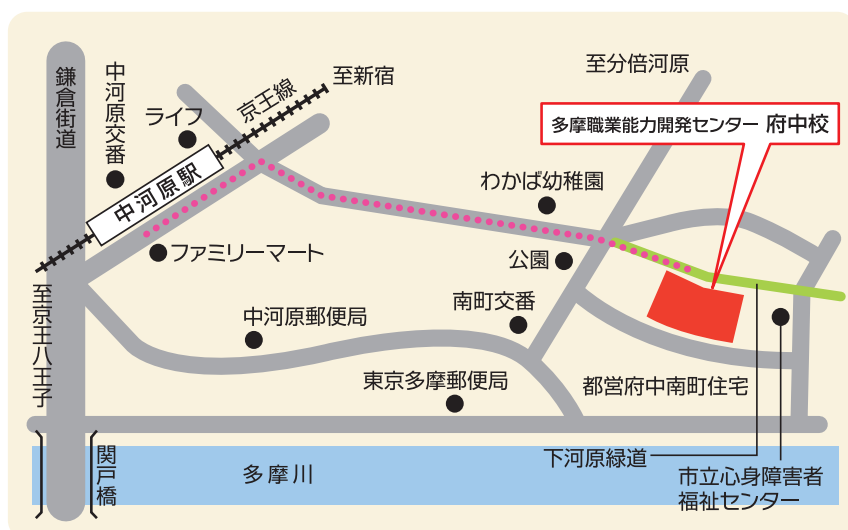 鎌倉街道
中河原交番
ライフ
京王線
至新宿
至分倍河原
多摩職業能力開発センター 府中校
中河原駅
わかば幼稚園
ファミリーマート
公園
至京王八王子
中河原郵便局
南町交番
東京多摩郵便局
都営府中南町住宅
関戸橋
多摩川
下河原緑道
市立心身障害者
福祉センター